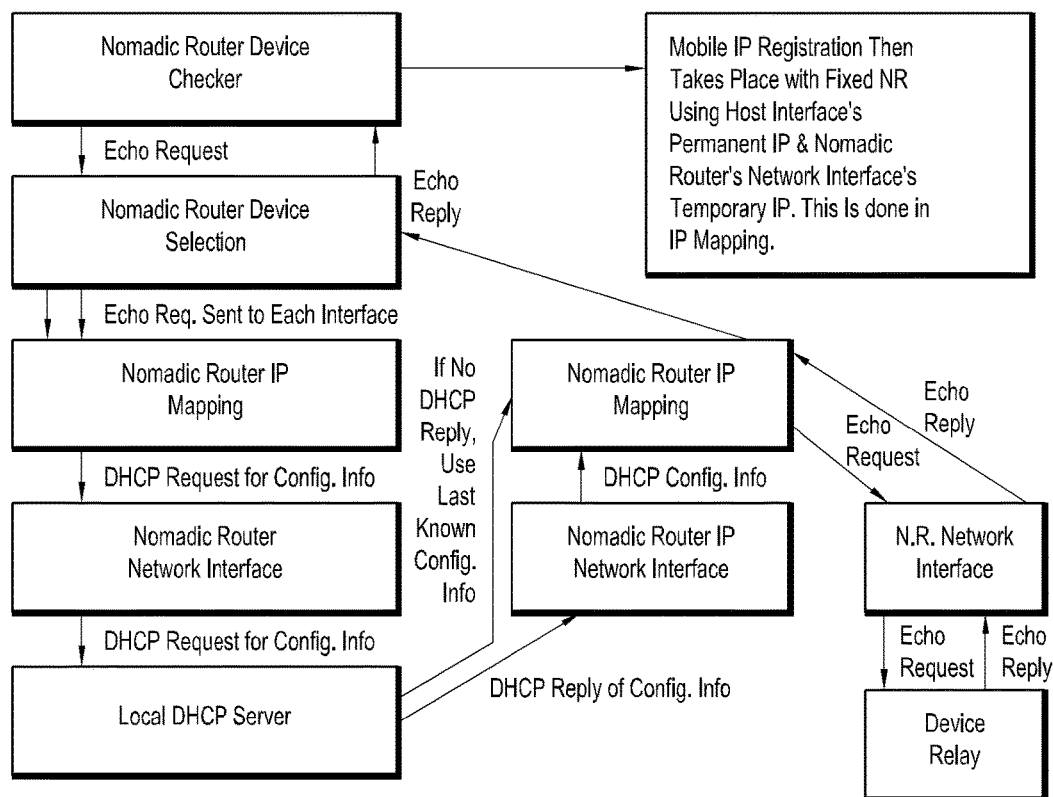 Nomadic Router Device
Checker
Mobile IP Registration Then
Takes Place with Fixed NR
Using Host Interface's
Permanent IP & Nomadic
Router's Network Interface's
Temporary IP. This Is done in
IP Mapping.
Echo Request
Echo
Reply
Nomadic Router Device
Selection
Echo Req. Sent to Each Interface
Nomadic Router IP
Mapping
If No
DHCP
Reply,
Use
Last
Known
Config.
Info
Nomadic Router IP
Mapping
Echo
Reply
Echo
Request
DHCP Request for Config. Info
DHCP Config. Info
Nomadic Router
Network Interface
Nomadic Router IP
Network Interface
N.R. Network
Interface
DHCP Request for Config. Info
Echo
Request
Echo
Reply
DHCP Reply of Config. Info
Local DHCP Server
Device
Relay